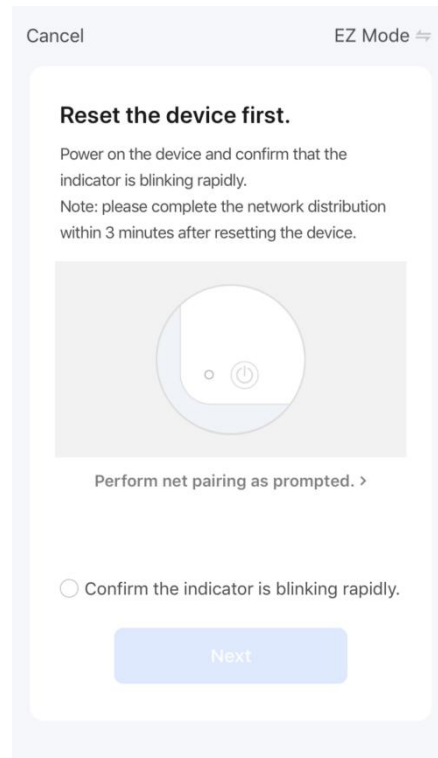 Cancel
EZ Mode ⇋
Reset the device first.
Power on the device and confirm that the
indicator is blinking rapidly.
Note: please complete the network distribution
within 3 minutes after resetting the device.
Perform net pairing as prompted. >
Confirm the indicator is blinking rapidly.
Next